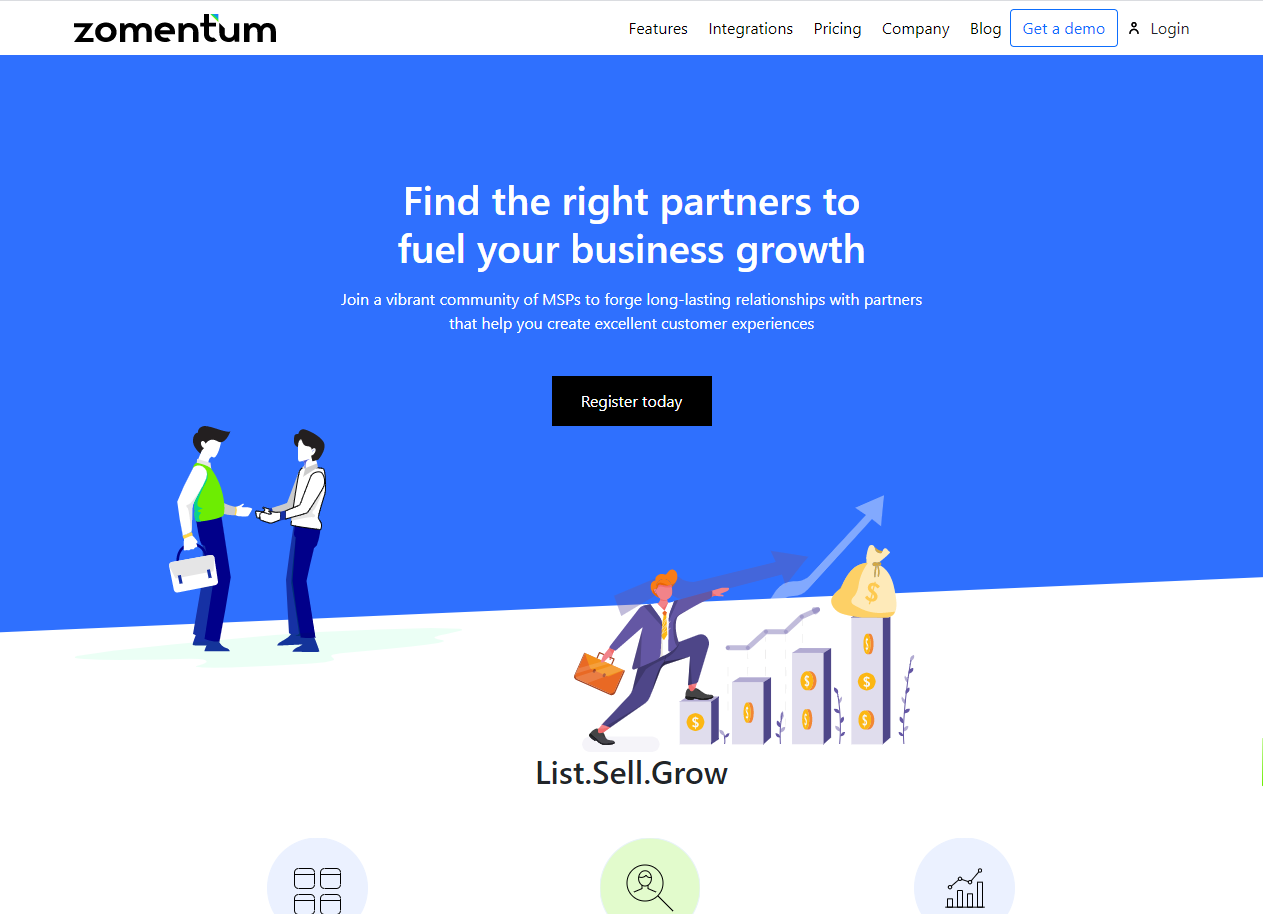 zomentum
Features Integrations Pricing Company Blog Get a demo Login
Find the right partners to
fuel your business growth
Join a vibrant community of MSPs to forge long-lasting relationships with partners
that help you create excellent customer experiences
Register today
$
$
$
$
$
$
$
$
List.Sell.Grow